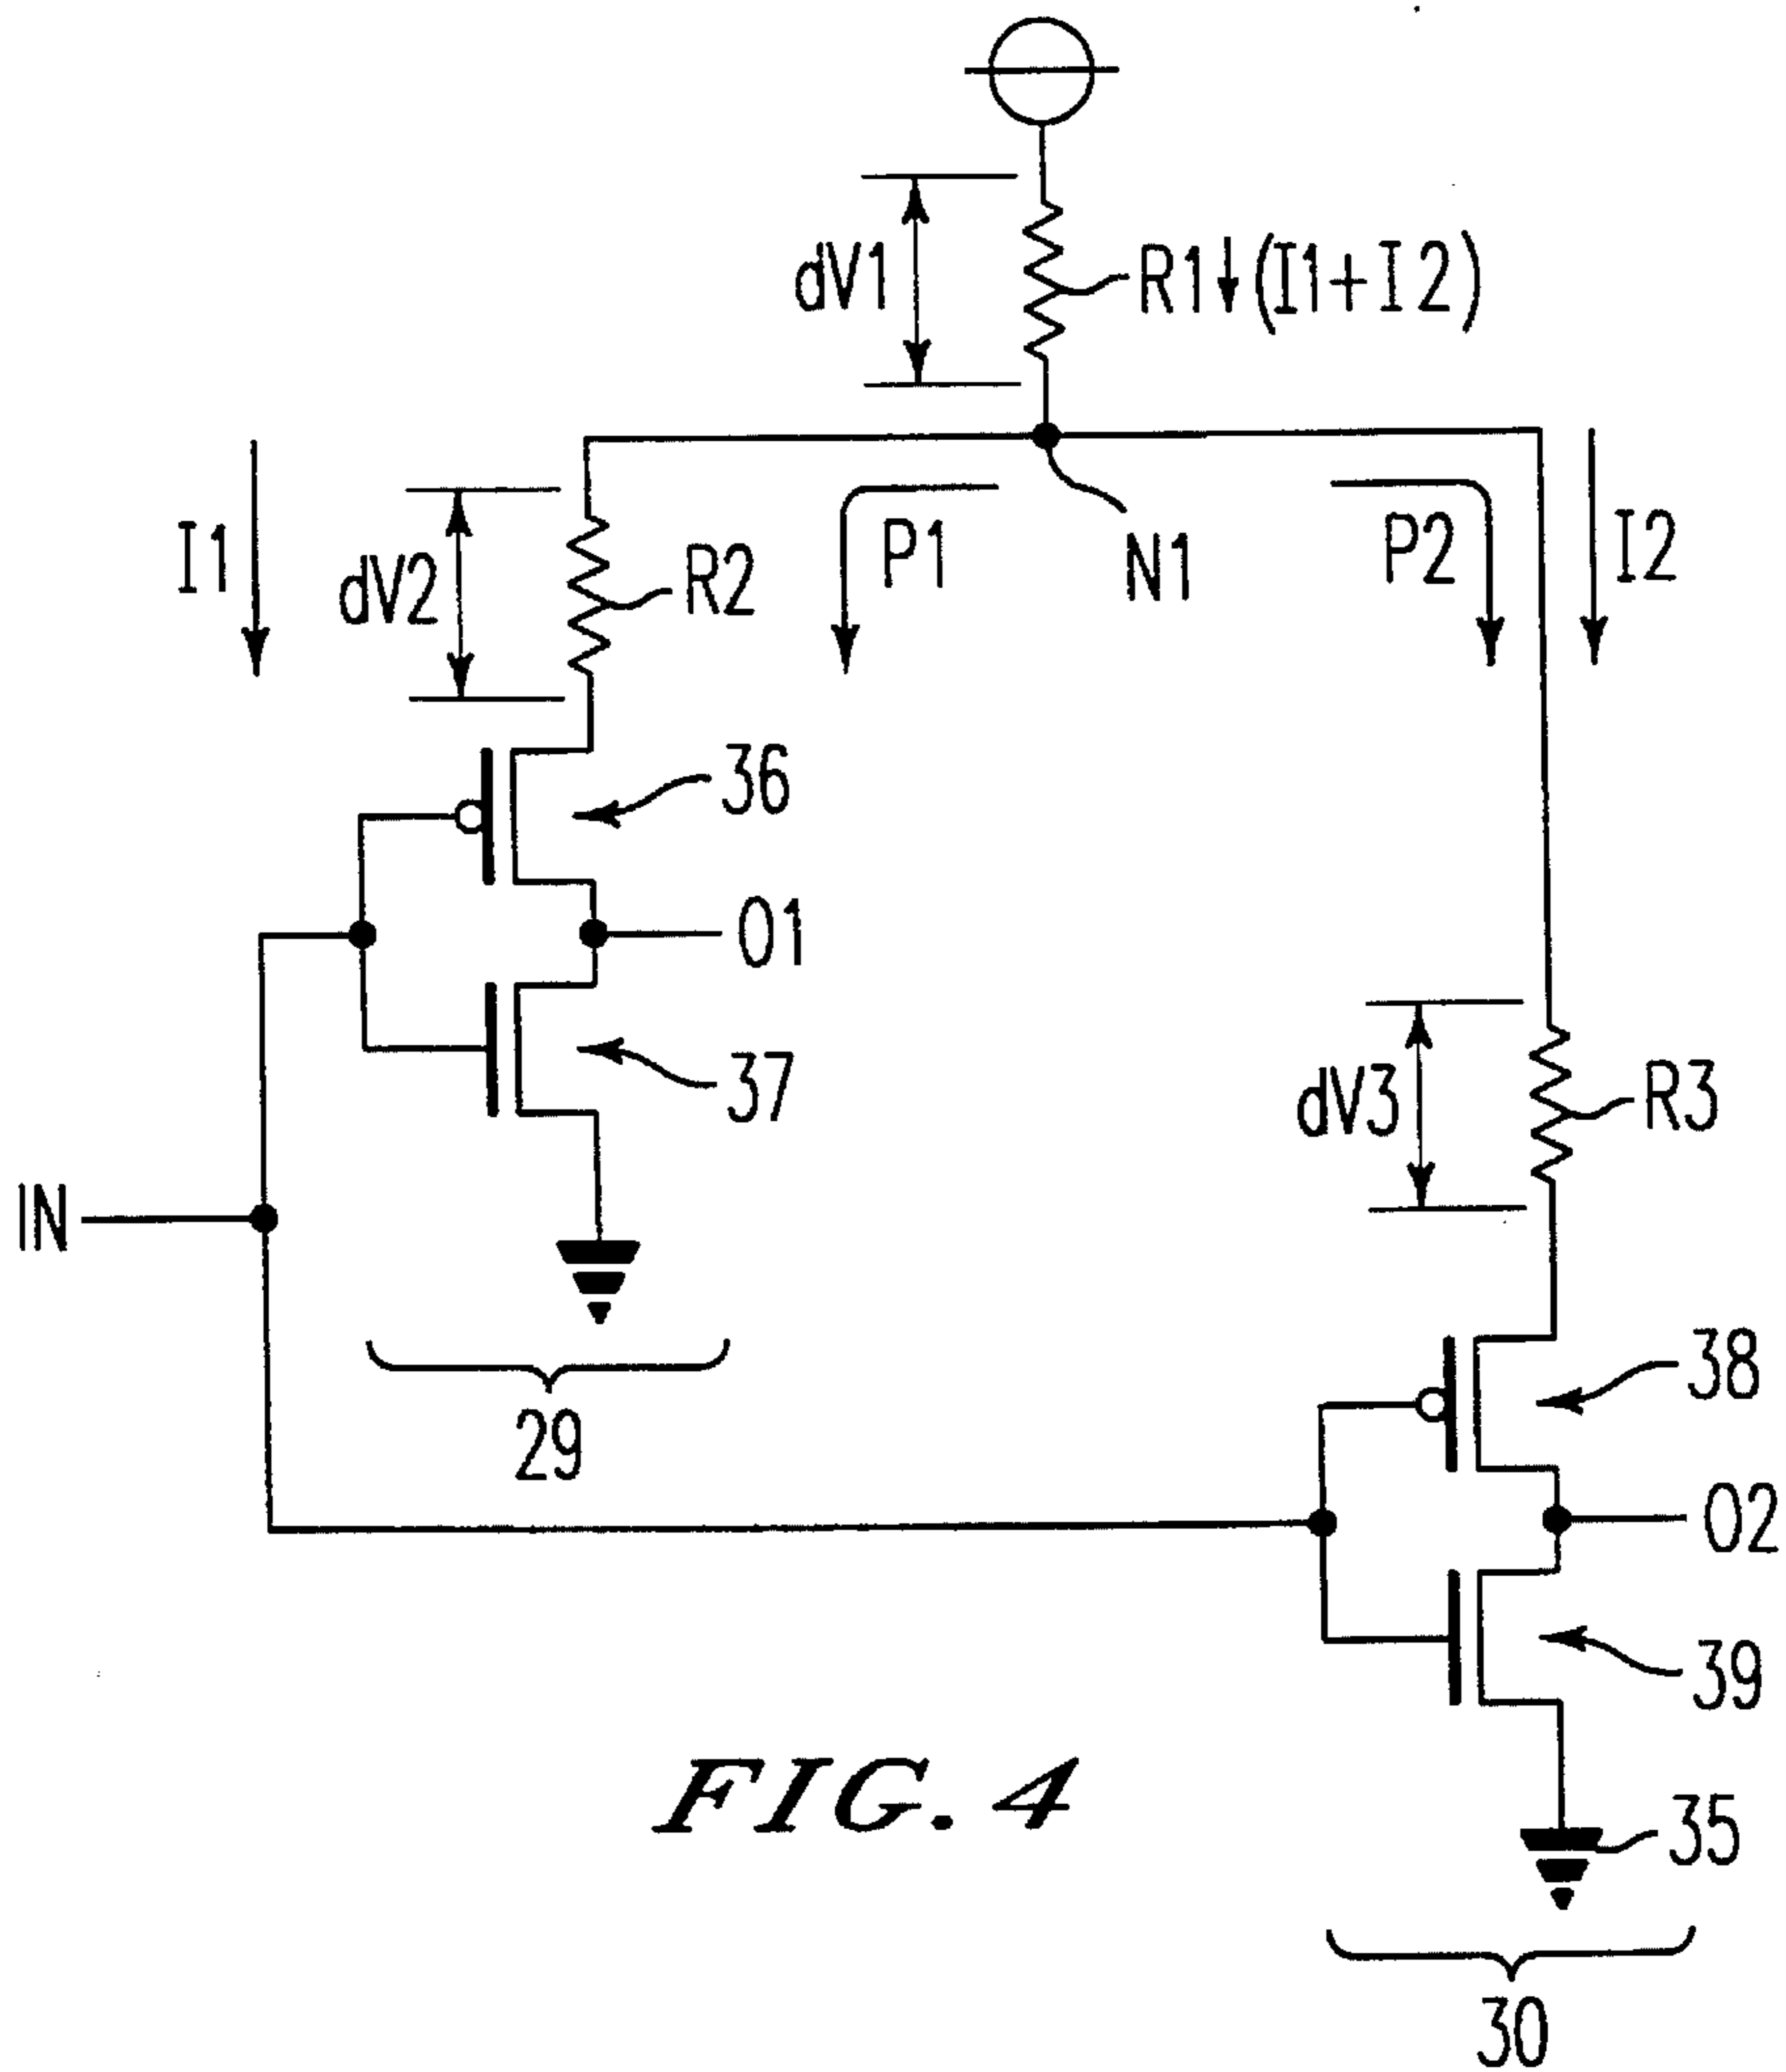 dV1
R1↓(I1+I2)
I1
dV2
R2
P1
N1
P2
I2
36
O1
37
dV3
R3
IN
29
38
O2
39
FIG. 4
35
30